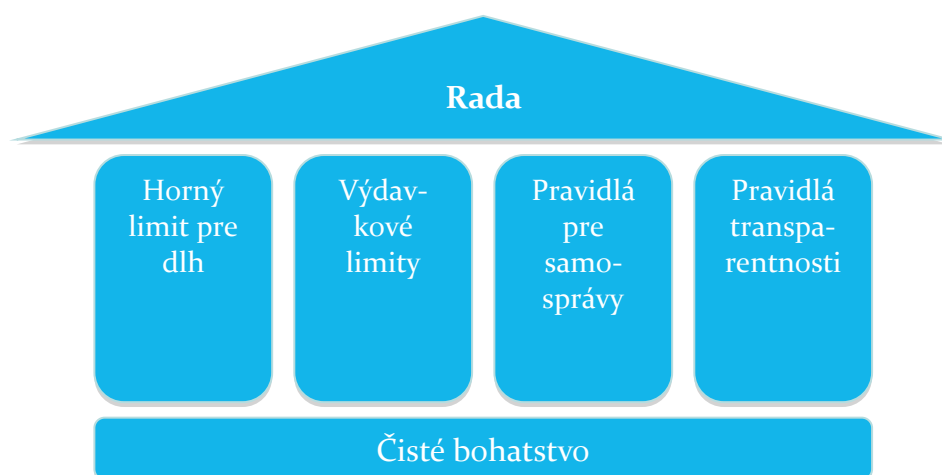 Rada
Horný
limit pre
dlh
Výdav-
kové
limity
Pravidlá
pre
samo-
správy
Pravidlá
transpa-
rentnosti
Čisté bohatstvo